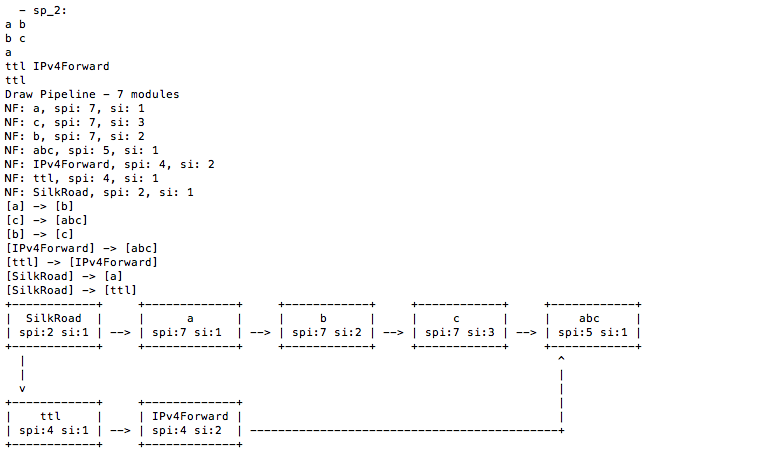 - sp_2:
a b
b c
a
ttl IPv4Forward
ttl
Draw Pipeline - 7 modules
NF: a, spi: 7, si: 1
NF: c, spi: 7, si: 3
NF: b, spi: 7, si: 2
NF: abc, spi: 5, si: 1
NF: IPv4Forward, spi: 4, si: 2
NF: ttl, spi: 4, si: 1
NF: SilkRoad, spi: 2, si: 1
[a] -> [b]
[c] -> [abc]
[b] -> [c]
[IPv4Forward] -> [abc]
[ttl] -> [IPv4Forward]
[SilkRoad] -> [a]
[SilkRoad] -> [ttl]
+------------+     +-------------+     +------------+     +------------+     +------------+
|  SilkRoad  |     |      a      |     |     b      |     |     c      |     |    abc     |
| spi:2 si:1 | --> | spi:7 si:1  | --> | spi:7 si:2 | --> | spi:7 si:3 | --> | spi:5 si:1 |
+------------+     +-------------+     +------------+     +------------+     +------------+
  |                                                                            ^
  |                                                                            |
  v                                                                            |
+------------+     +-------------+                                             |
|    ttl     |     | IPv4Forward |                                             |
| spi:4 si:1 | --> | spi:4 si:2  | --------------------------------------------+
+------------+     +-------------+